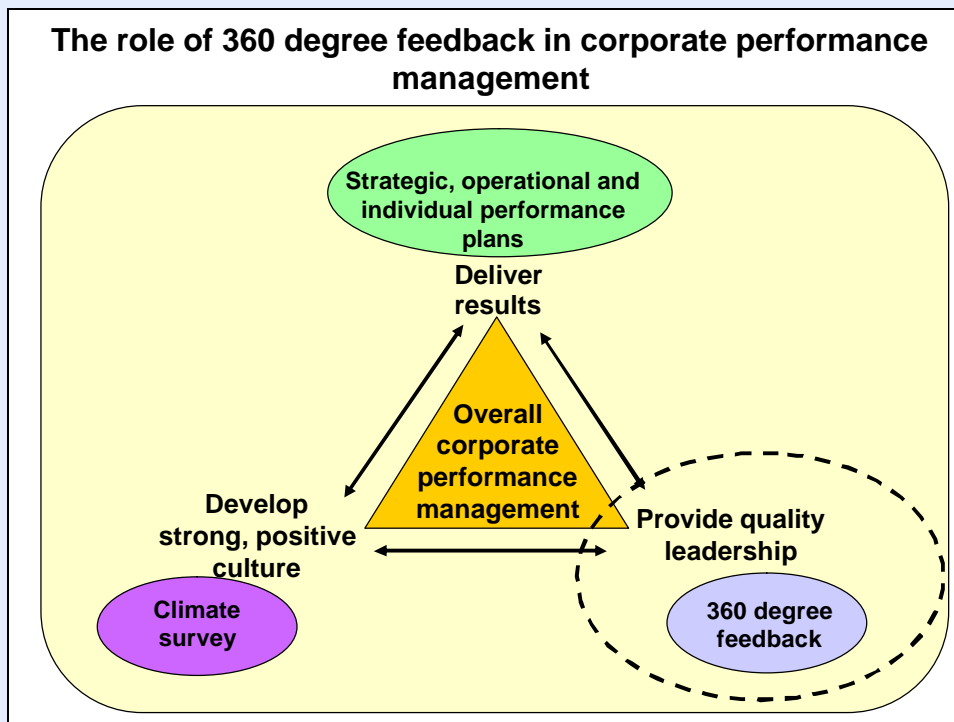 The role of 360 degree feedback in corporate performance
management
Strategic, operational and
individual performance
plans
Deliver
results
Overall
corporate
performance
management
Develop
strong, positive
culture
Provide quality
leadership
Climate
survey
360 degree
feedback